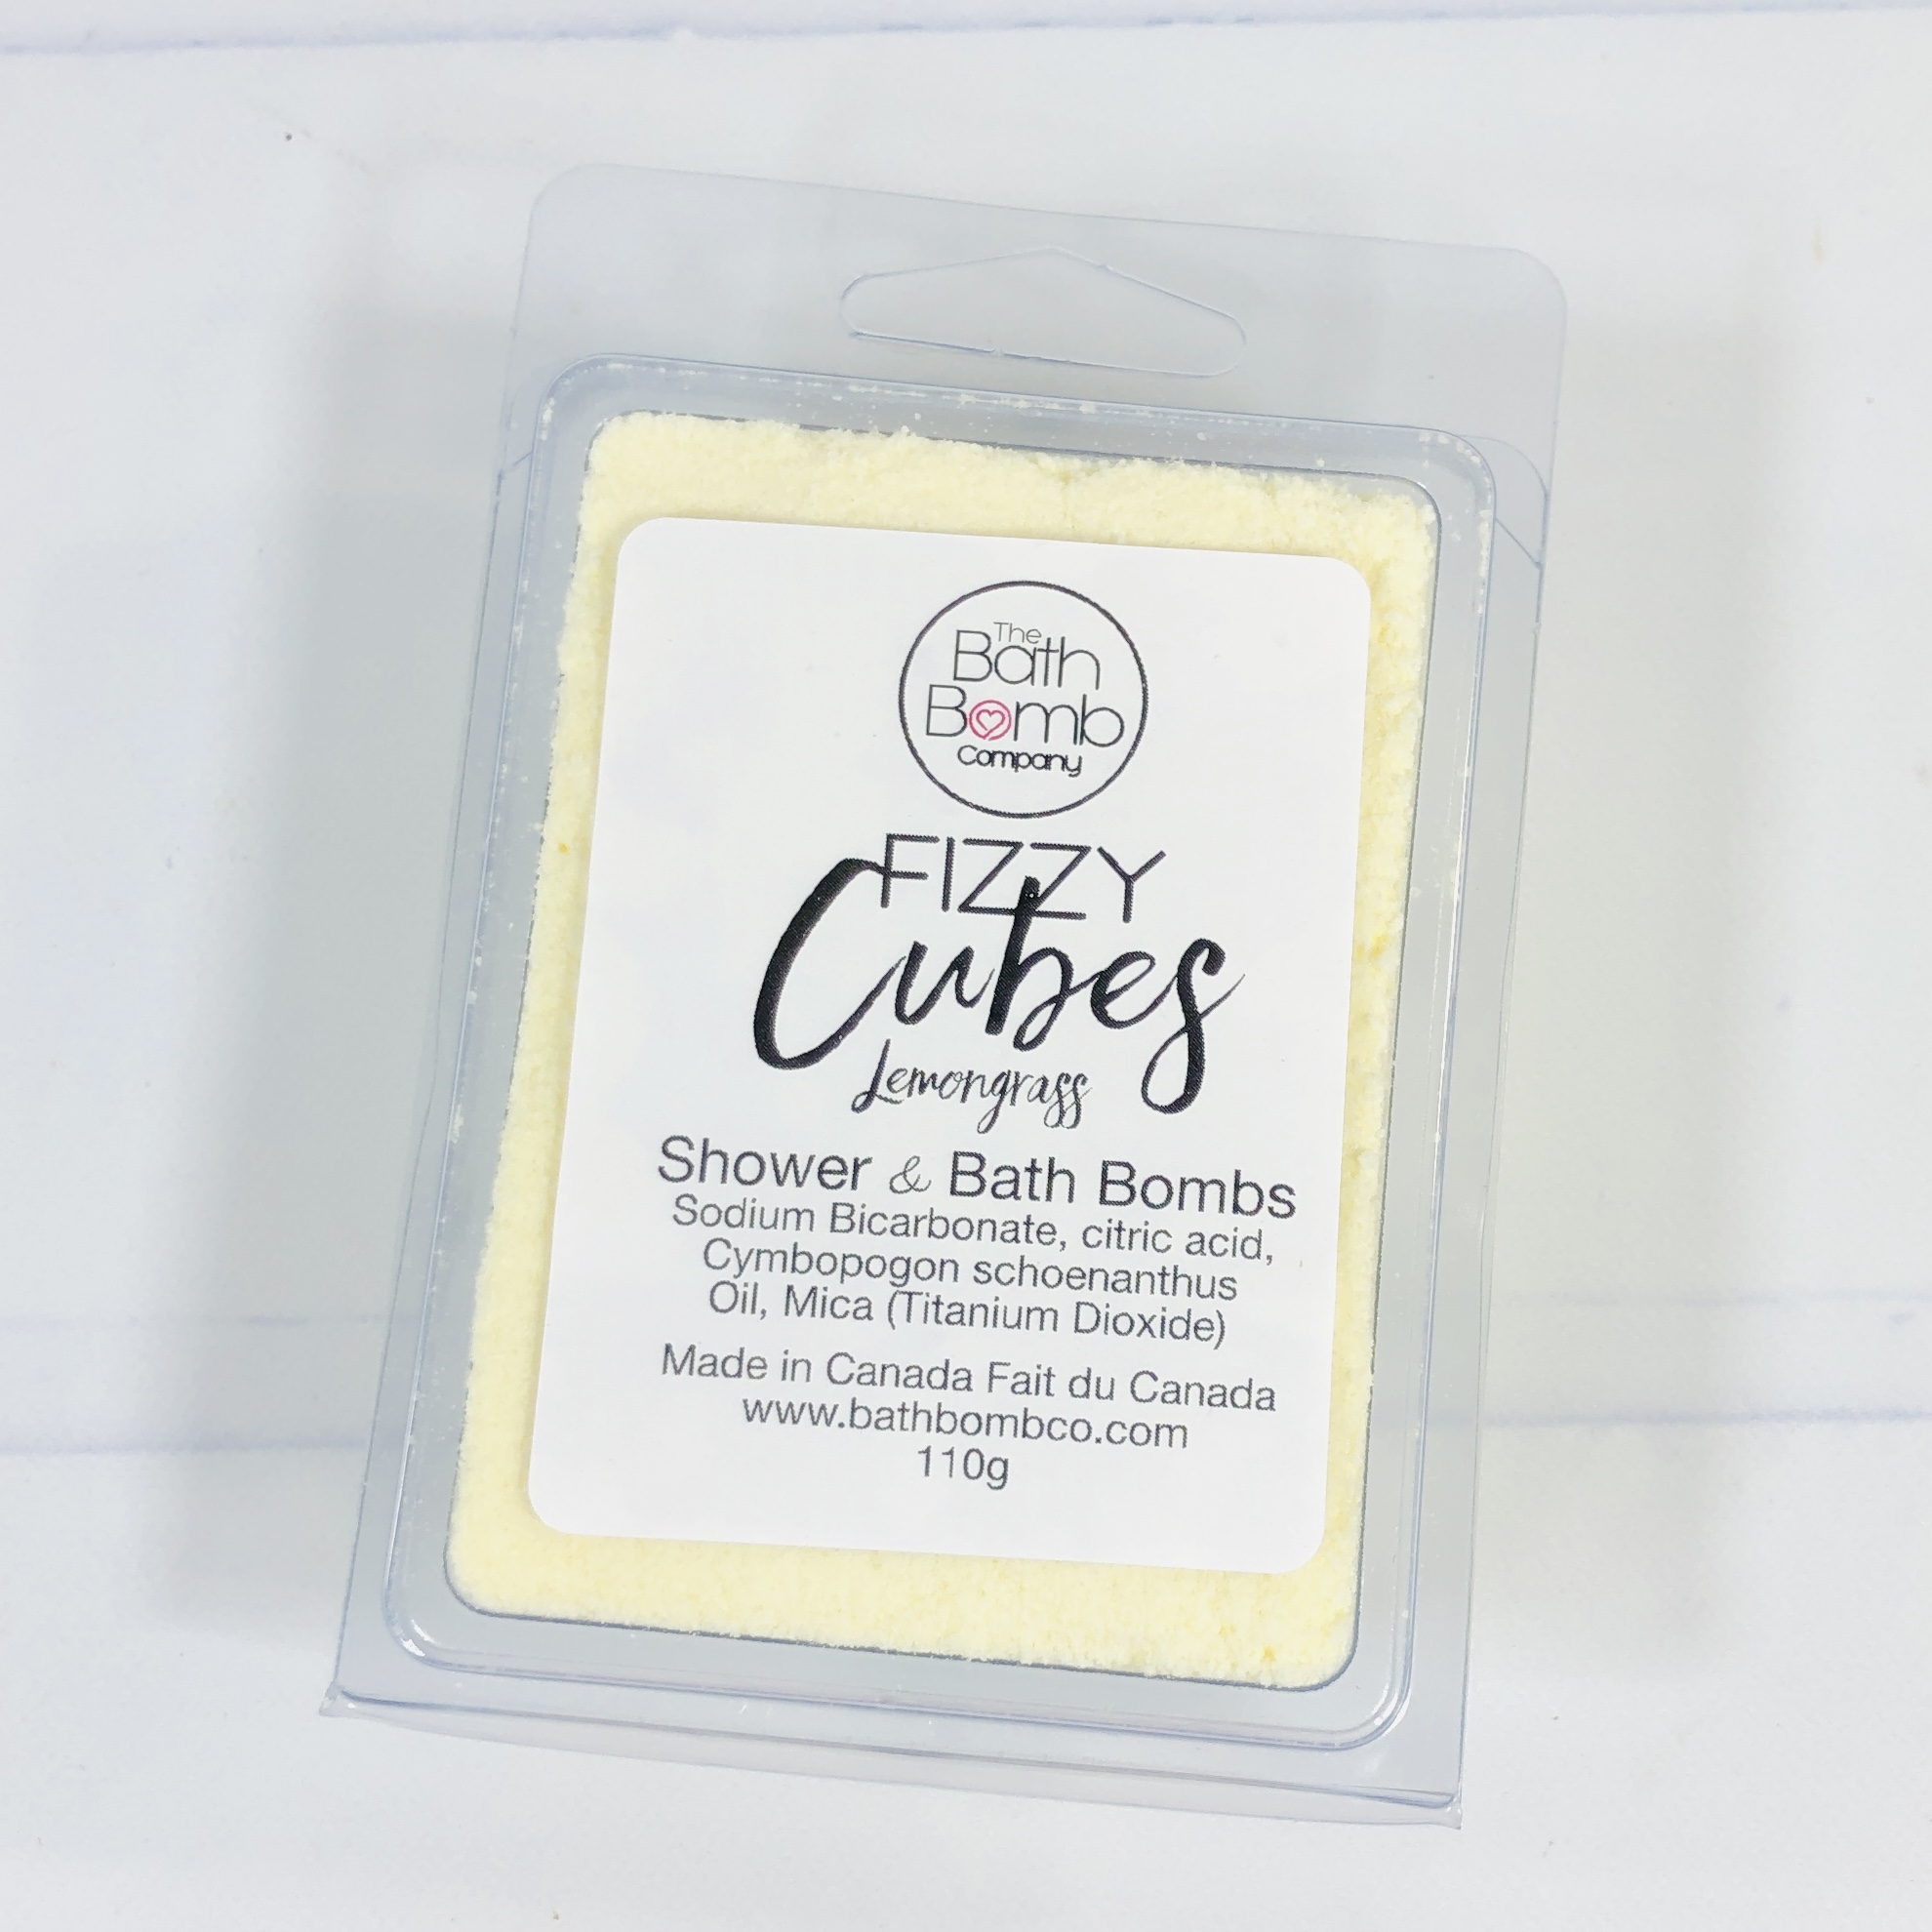 The
Bath
Bomb
Company
FIZZY
Cubes
Lemongrass
Shower & Bath Bombs
Sodium Bicarbonate, citric acid,
Cymbopogon schoenanthus
Oil, Mica (Titanium Dioxide)
Made in Canada Fait du Canada
www.bathbombco.com
110g